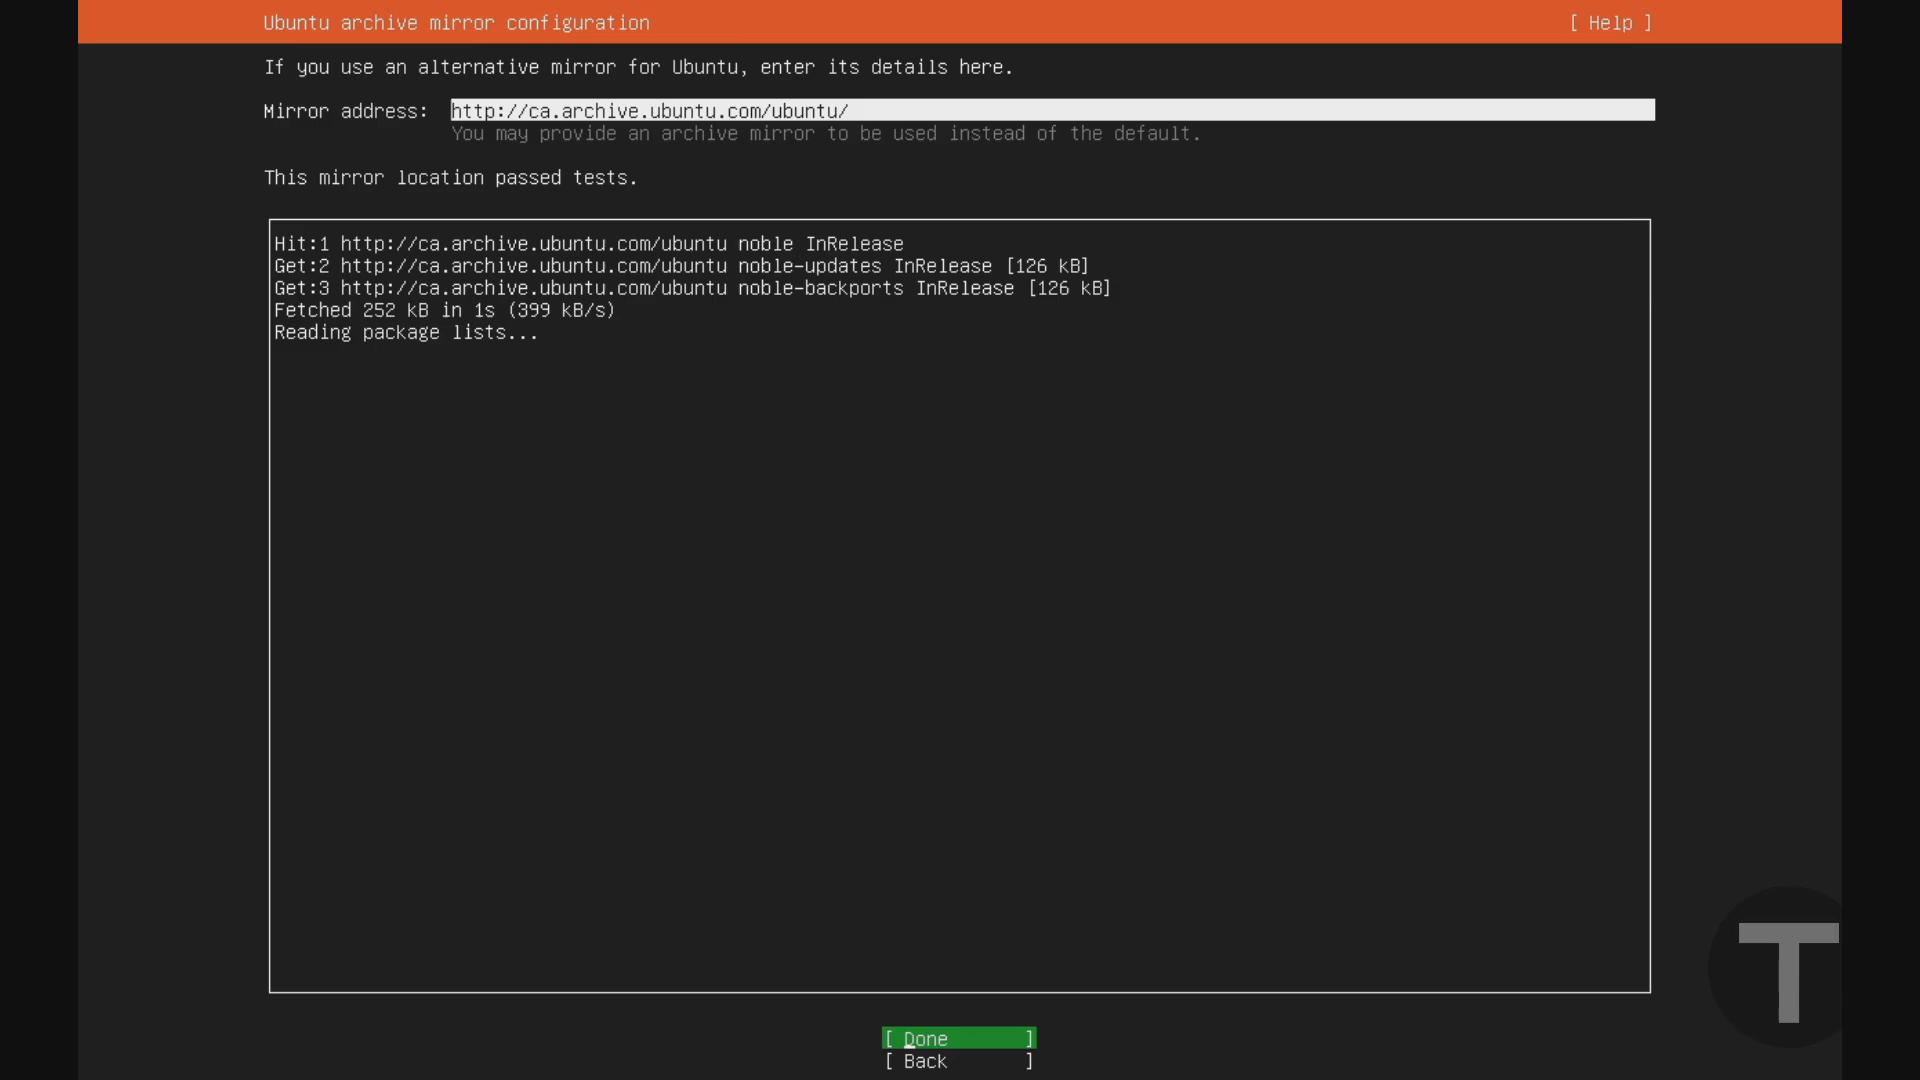 Ubuntu archive mirror configuration [ Help ]
If you use an alternative mirror for Ubuntu, enter its details here.
Mirror address: http://ca.archive.ubuntu.com/ubuntu/
You may provide an archive mirror to be used instead of the default.
This mirror location passed tests.
Hit:1 http://ca.archive.ubuntu.com/ubuntu noble InRelease
Get:2 http://ca.archive.ubuntu.com/ubuntu noble-updates InRelease [126 kB]
Get:3 http://ca.archive.ubuntu.com/ubuntu noble-backports InRelease [126 kB]
Fetched 252 kB in 1s (399 kB/s)
Reading package lists...
T
[ Done ]
[ Back ]